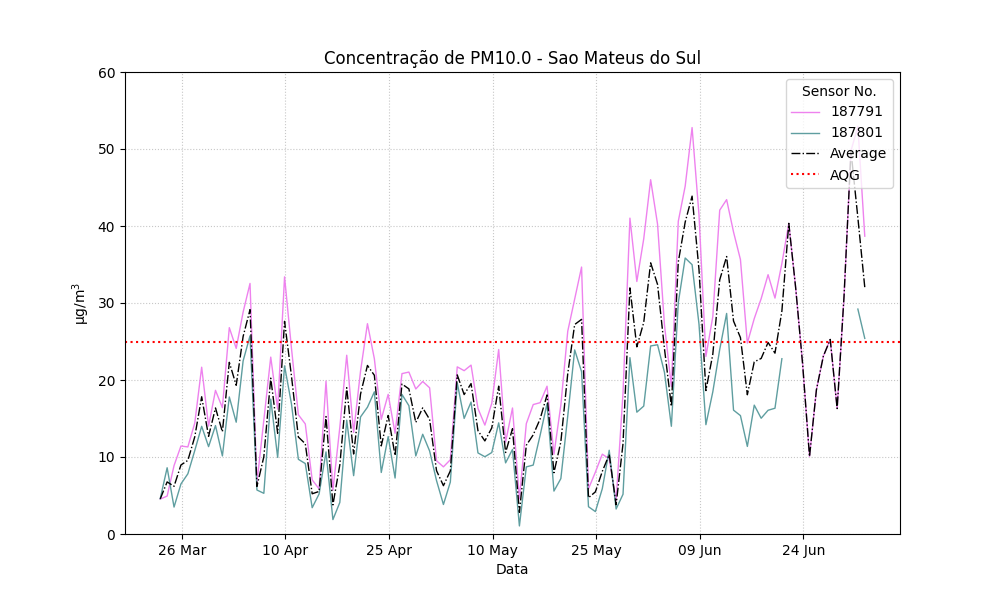 Concentração de PM10.0 - Sao Mateus do Sul
60
50
40
30
20
10
0
µg/m³
Sensor No.
187791
187801
Average
AQG
26 Mar
10 Apr
25 Apr
10 May
25 May
09 Jun
24 Jun
Data